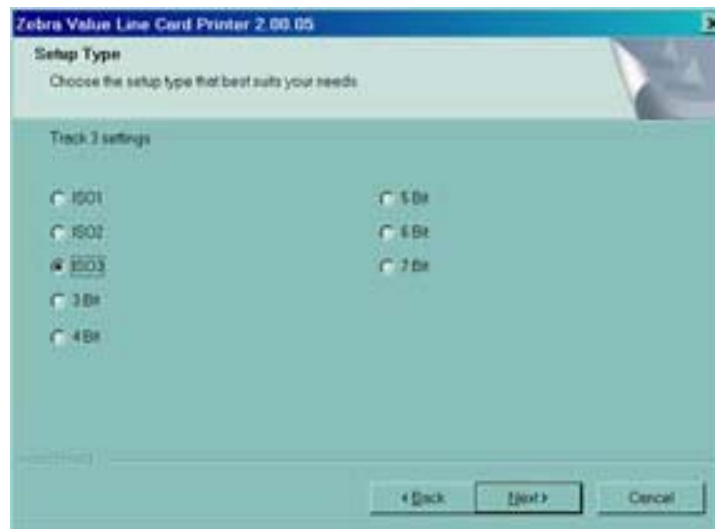 Zebra Value Line Card Printer 2.00.05
Setup Type
Choose the setup type that best suits your needs
Track 3 settings
ISO1
ISO2
ISO3
3 Bit
4 Bit
5 Bit
6 Bit
7 Bit
< Back
Next >
Cancel